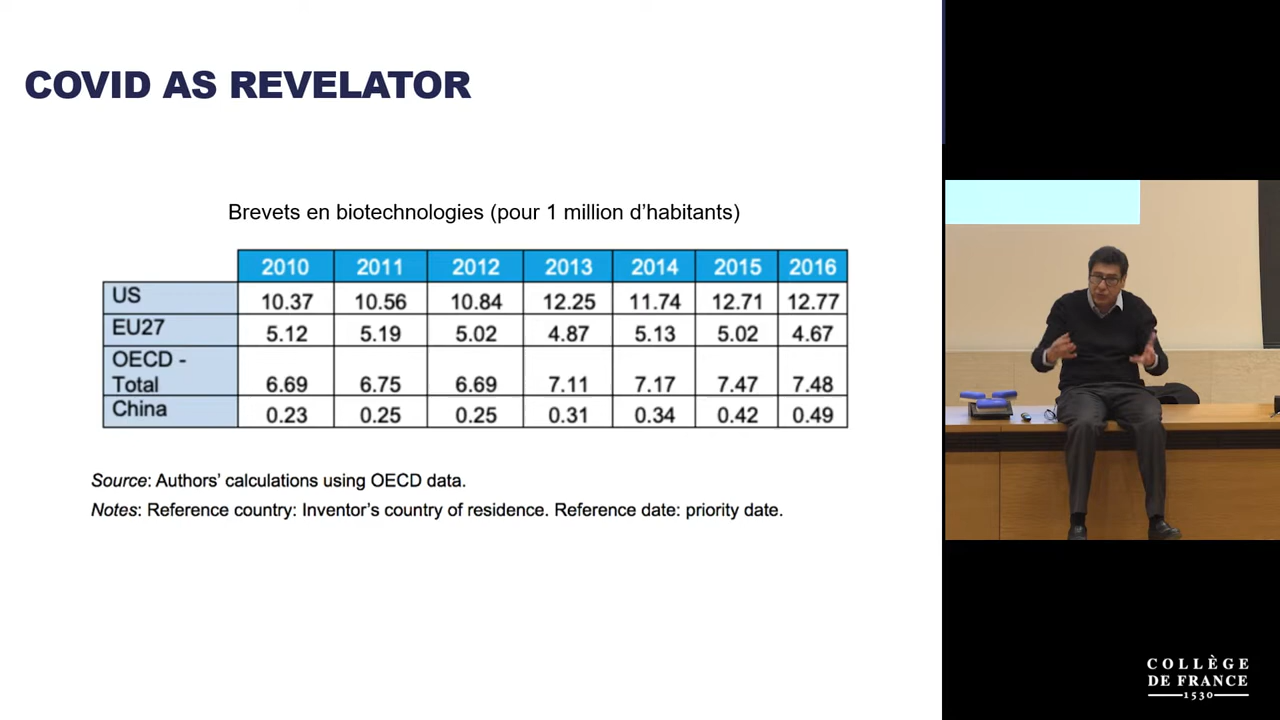 COVID AS REVELATOR
Brevets en biotechnologies (pour 1 million d'habitants)
2010 2011 2012 2013 2014 2015 2016
US 10.37 10.56 10.84 12.25 11.74 12.71 12.77
EU27 5.12 5.19 5.02 4.87 5.13 5.02 4.67
OECD -
Total 6.69 6.75 6.69 7.11 7.17 7.47 7.48
China 0.23 0.25 0.25 0.31 0.34 0.42 0.49
Source: Authors' calculations using OECD data.
Notes: Reference country: Inventor's country of residence. Reference date: priority date.
COLLÈGE
DE FRANCE
1530